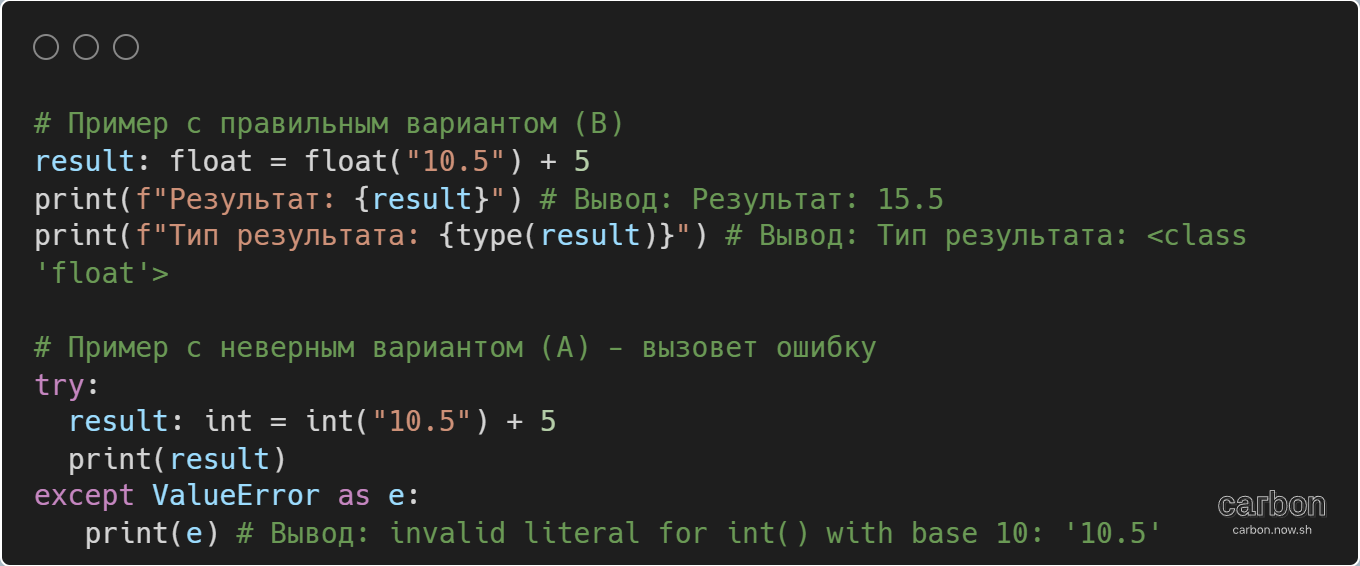 # Пример с правильным вариантом (B)
result: float = float("10.5") + 5
print(f"Результат: {result}") # Вывод: Результат: 15.5
print(f"Тип результата: {type(result)}") # Вывод: Тип результата: <class
'float'>
# Пример с неверным вариантом (A) – вызовет ошибку
try:
  result: int = int("10.5") + 5
  print(result)
except ValueError as e:
   print(e) # Вывод: invalid literal for int() with base 10: '10.5'
carbon
carbon.now.sh